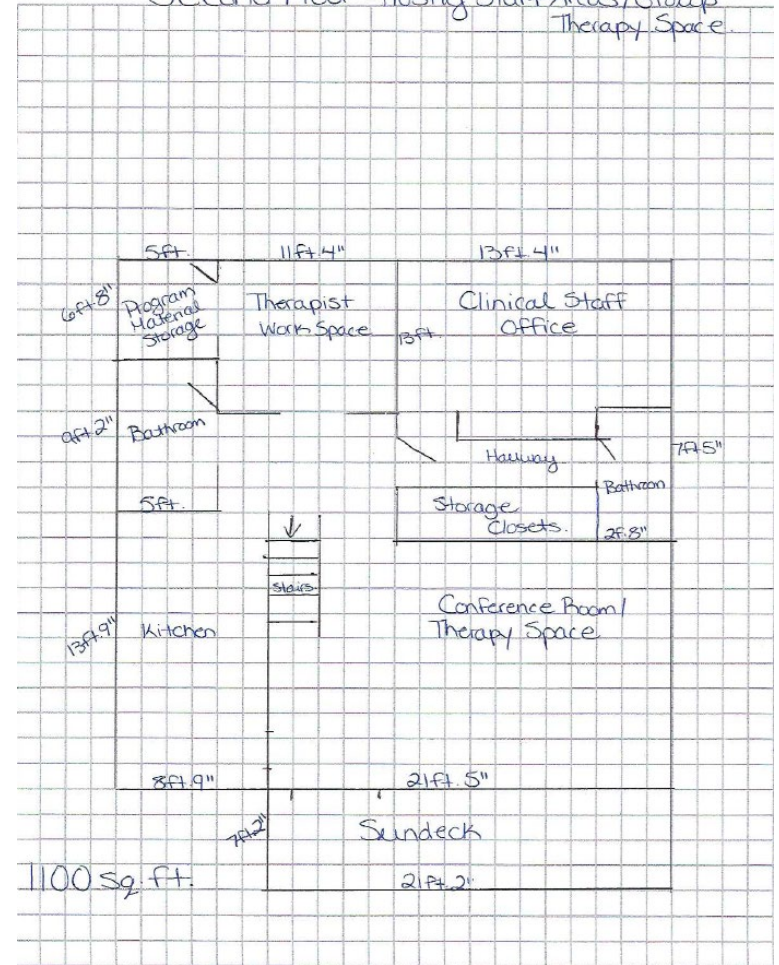 Therapy Space.
5ft.
11ft.4"
13ft.4"
6ft.8"
Program
Material
Storage
Therapist
Work Space
13ft.
Clinical Staff
Office
9ft.2"
Bathroom
Hallway
7ft.5"
5ft.
Storage
Closets.
Bathroom
2f.8"
Stairs
Conference Room/
Therapy Space
13ft.9"
Kitchen
8ft.9"
21ft.5"
7ft.2"
Sundeck
1100 sq.ft.
21ft.2"